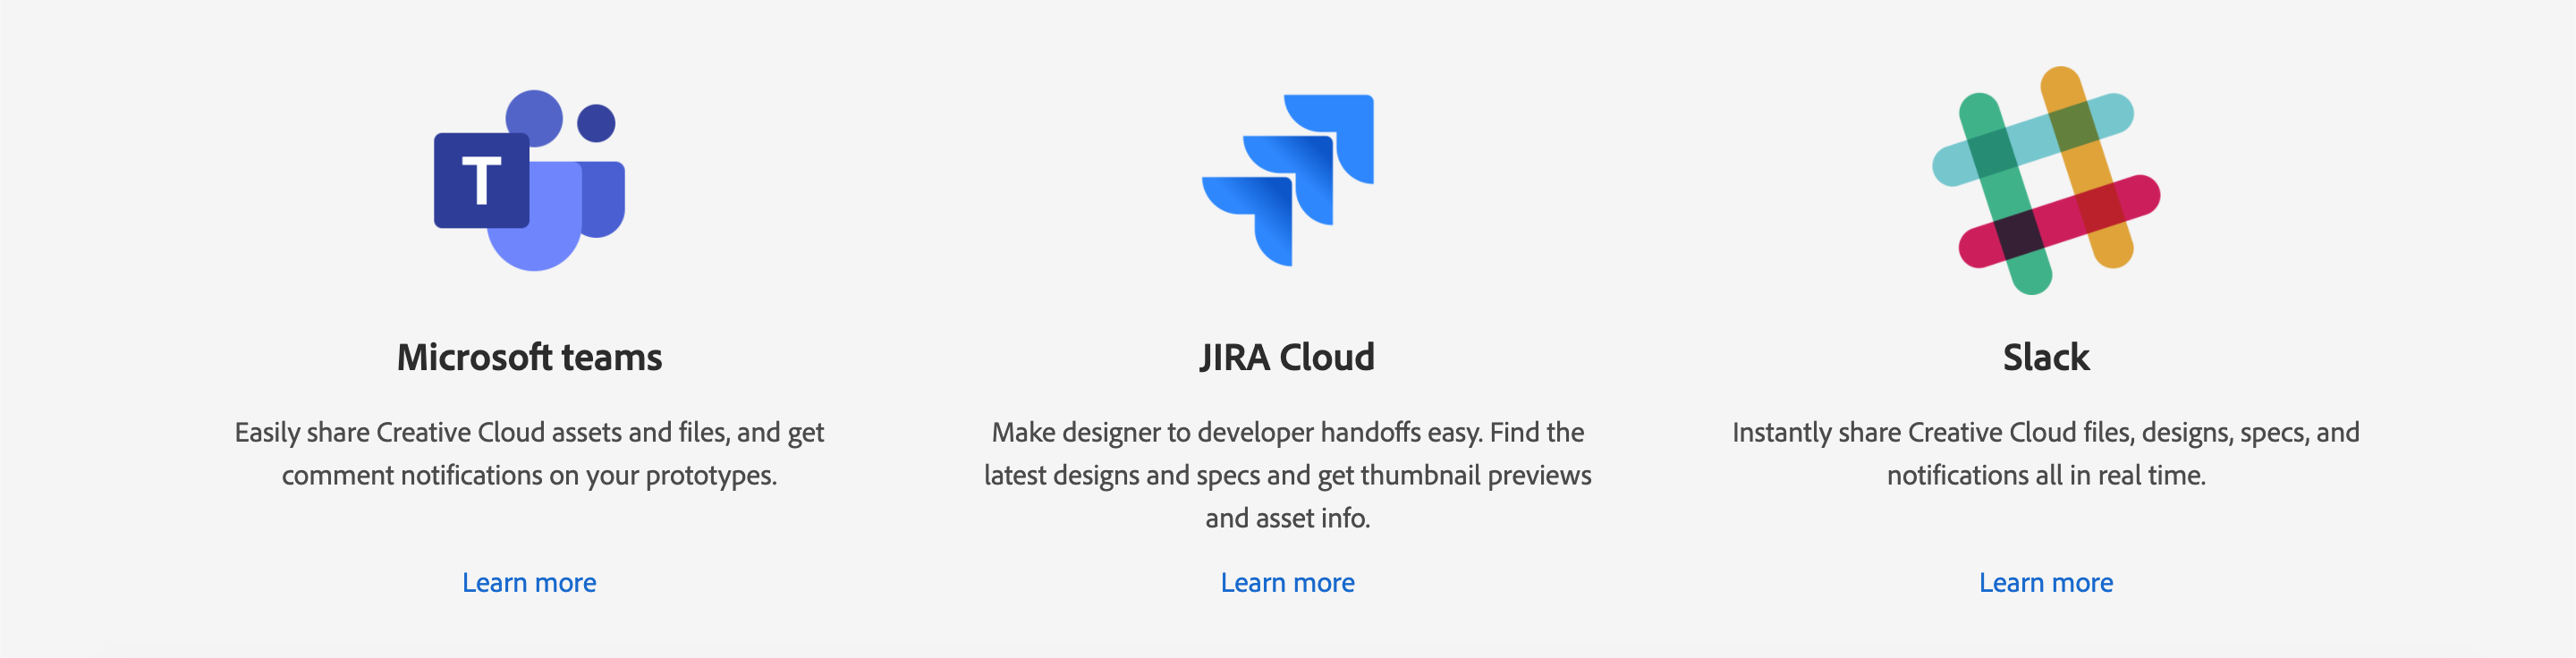 T
Microsoft teams
Easily share Creative Cloud assets and files, and get
comment notifications on your prototypes.
Learn more
JIRA Cloud
Make designer to developer handoffs easy. Find the
latest designs and specs and get thumbnail previews
and asset info.
Learn more
Slack
Instantly share Creative Cloud files, designs, specs, and
notifications all in real time.
Learn more